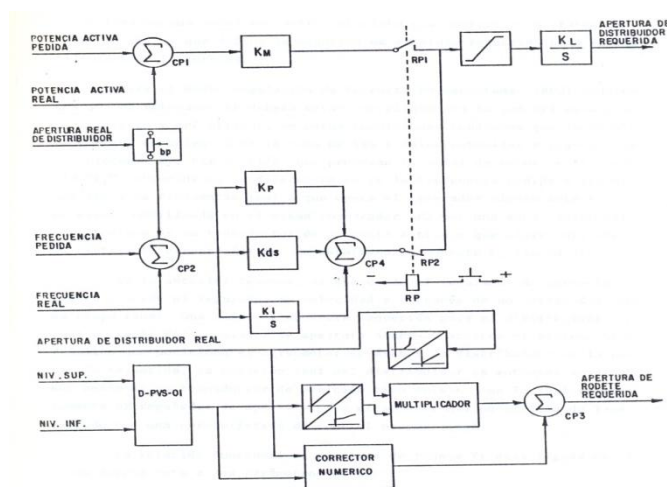 POTENCIA ACTIVA
PEDIDA
Σ
CP1
KM
RP1
KL
S
APERTURA DE
DISTRIBUIDOR
REQUERIDA
POTENCIA ACTIVA
REAL
APERTURA REAL
DE DISTRIBUIDOR
bp
KP
FRECUENCIA
PEDIDA
Σ
CP2
Kds
Σ
CP4
RP2
FRECUENCIA
REAL
KI
S
-
RP
+
APERTURA DE DISTRIBUIDOR REAL
NIV. SUP.
D-PVS-01
NIV. INF.
MULTIPLICADOR
Σ
CP3
APERTURA DE
RODETE
REQUERIDA
CORRECTOR
NUMERICO